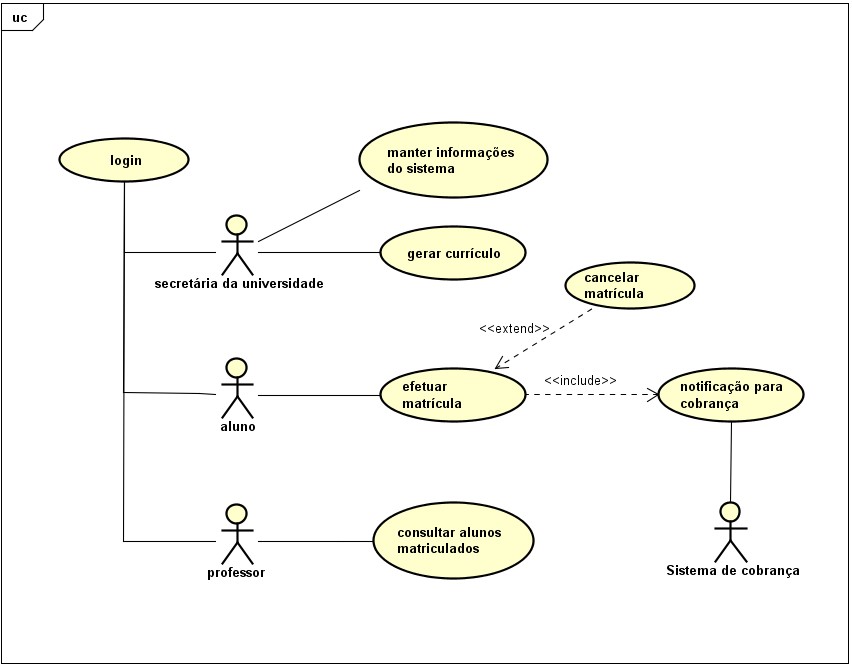 uc
login
manter informações
do sistema
secretária da universidade
gerar currículo
cancelar
matrícula
<<extend>>
aluno
efetuar
matrícula
<<include>>
notificação para
cobrança
professor
consultar alunos
matriculados
Sistema de cobrança